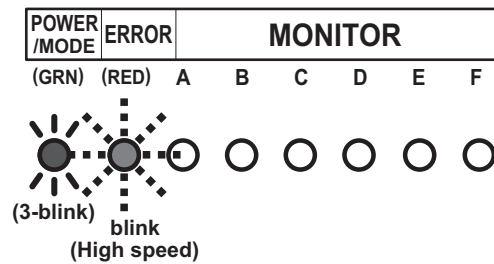 POWER
/MODE ERROR MONITOR
(GRN) (RED) A B C D E F
(3-blink)
blink
(High speed)